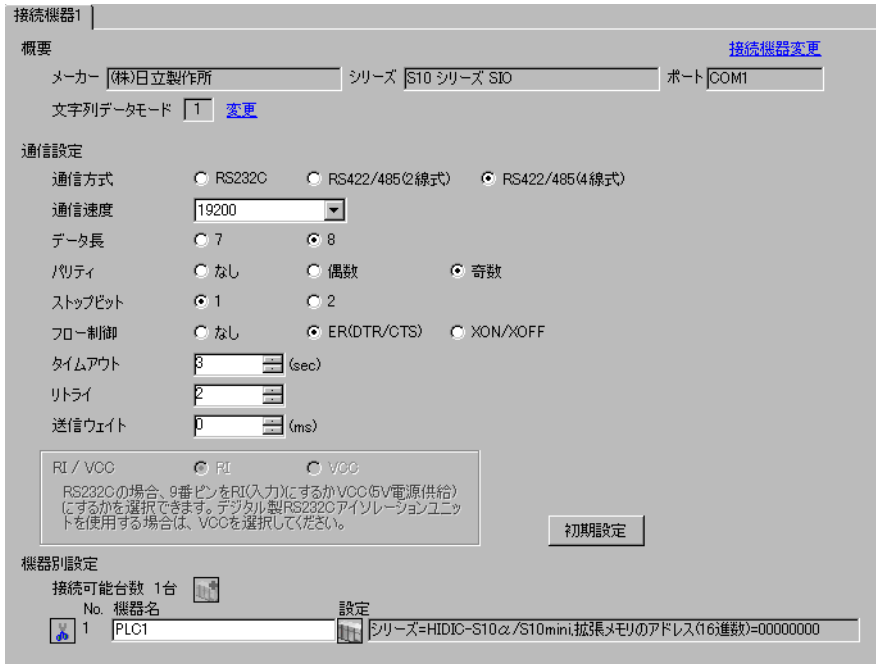 接続機器1
概要 接続機器変更
メーカー (株)日立製作所 シリーズ S10 シリーズ SIO ポート COM1
文字列データモード 1 変更
通信設定
通信方式 RS232C RS422/485(2線式) RS422/485(4線式)
通信速度 19200
データ長 7 8
パリティ なし 偶数 奇数
ストップビット 1 2
フロー制御 なし ER(DTR/CTS) XON/XOFF
タイムアウト 3 (sec)
リトライ 2
送信ウェイト 0 (ms)
RI / VCC RI VCC
RS232Cの場合、9番ピンをRI(入力)にするかVCC(5V電源供給)
にするかを選択できます。デジタル製RS232Cアイソレーションユニッ
トを使用する場合は、VCCを選択してください。
初期設定
機器別設定
接続可能台数 1台
No. 機器名 設定
1 PLC1 シリーズ=HIDIC-S10α/S10mini,拡張メモリのアドレス(16進数)=00000000